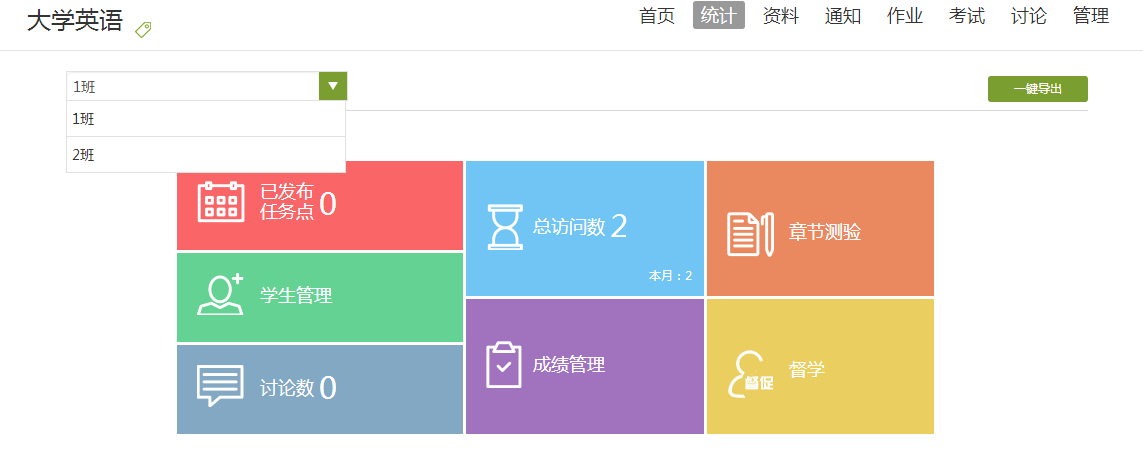 大学英语
首页 统计 资料 通知 作业 考试 讨论 管理
1班
一键导出
1班
2班
已发布
任务点 0
总访问数 2
本月：2
章节测验
学生管理
讨论数 0
成绩管理
督学
督促